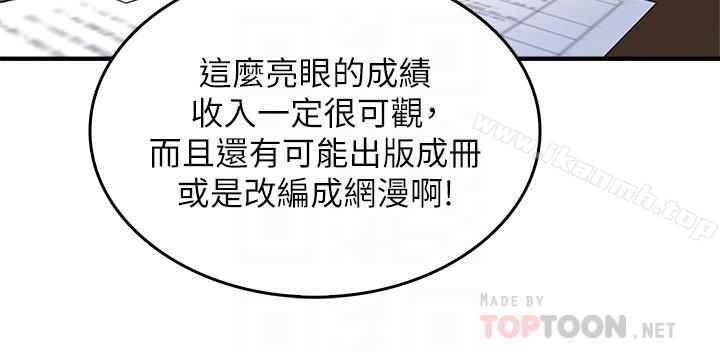 這麼亮眼的成績
收入一定很可觀,
而且還有可能出版成冊
或是改編成網漫啊!
www.ikanmh.top
MADE BY
TOPTOON.NET